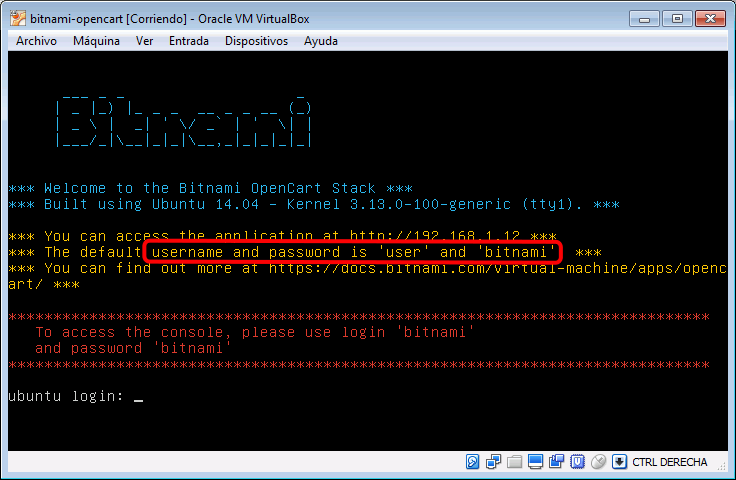 bitnami-opencart [Corriendo] - Oracle VM VirtualBox
Archivo Máquina Ver Entrada Dispositivos Ayuda
Bitnami
*** Welcome to the Bitnami OpenCart Stack ***
*** Built using Ubuntu 14.04 - Kernel 3.13.0-100-generic (tty1). ***
*** You can access the application at http://192.168.1.12 ***
*** The default username and password is 'user' and 'bitnami' ***
*** You can find out more at https://docs.bitnami.com/virtual-machine/apps/openc
art/ ***
******************************************************************************
To access the console, please use login 'bitnami'
and password 'bitnami'
******************************************************************************
ubuntu login: _
CTRL DERECHA